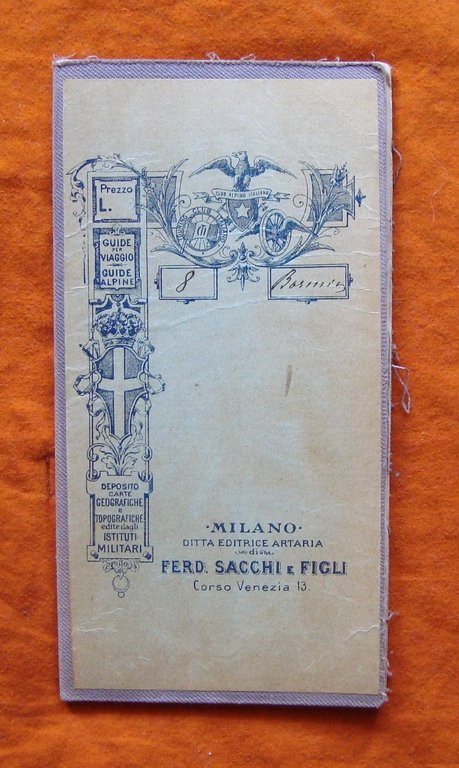 Prezzo
L.
CLUB ALPINO ITALIANO
GUIDE
PER
VIAGGIO
GUIDE
ALPINE
8
Bormio
DEPOSITO
CARTE
GEOGRAFICHE
e
TOPOGRAFICHE
edite dagli
ISTITUTI
MILITARI
·MILANO·
DITTA EDITRICE ARTARIA
di
FERD. SACCHI E FIGLI
Corso Venezia 13.